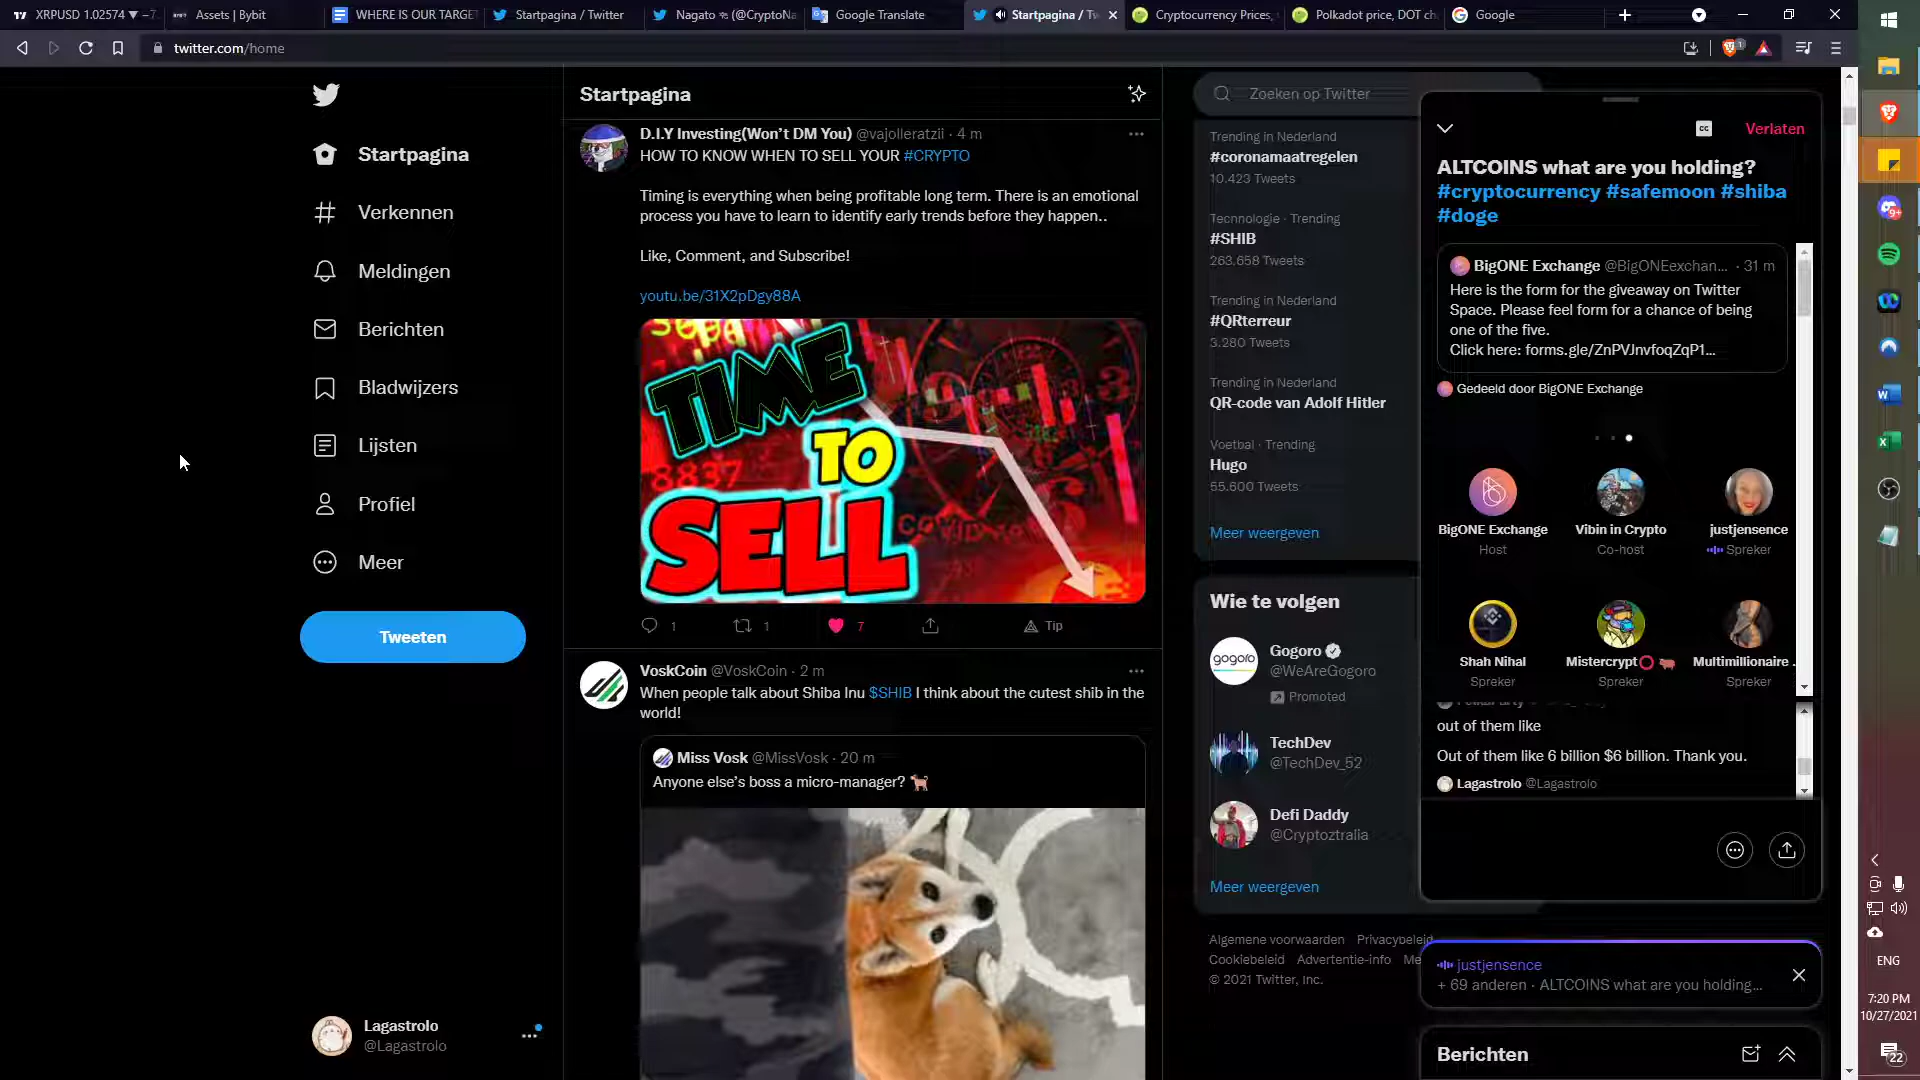 XRPUSD 1.02574 ▼ −7.
Assets | Bybit
WHERE IS OUR TARGE
Startpagina / Twitter
Nagato
(@CryptoNa
Google Translate
Startpagina / Tw
Cryptocurrency Prices,
Polkadot price, DOT ch
Google
twitter.com/home
Startpagina
Verkennen
Meldingen
Berichten
Bladwijzers
Lijsten
Profiel
Meer
Tweeten
Lagastrolo
@Lagastrolo
Startpagina
D.I.Y Investing(Won't DM You) @vajolleratzii · 4 m
HOW TO KNOW WHEN TO SELL YOUR #CRYPTO
Timing is everything when being profitable long term. There is an emotional
process you have to learn to identify early trends before they happen..
Like, Comment, and Subscribe!
youtu.be/31X2pDgy88A
TIME
TO
SELL
8837
1
1
7
Tip
VoskCoin @VoskCoin · 2 m
When people talk about Shiba Inu $SHIB I think about the cutest shib in the
world!
Miss Vosk @MissVosk · 20 m
Anyone else's boss a micro-manager?
Zoeken op Twitter
Trending in Nederland
#coronamaatregelen
10.423 Tweets
Technologie · Trending
#SHIB
263.658 Tweets
Trending in Nederland
#QRterreur
3.280 Tweets
Trending in Nederland
QR-code van Adolf Hitler
Voetbal · Trending
Hugo
55.600 Tweets
Meer weergeven
Wie te volgen
gogoro
Gogoro
@WeAreGogoro
Promoted
TechDev
@TechDev_52
Defi Daddy
@Cryptoztralia
Meer weergeven
Algemene voorwaarden Privacybeleid
Cookiebeleid Advertentie-info Me
© 2021 Twitter, Inc.
CC
Verlaten
ALTCOINS what are you holding?
#cryptocurrency #safemoon #shiba
#doge
BigONE Exchange @BigONEexchan... · 31 m
Here is the form for the giveaway on Twitter
Space. Please feel form for a chance of being
one of the five.
Click here: forms.gle/ZnPVJnvfoqZqP1...
Gedeeld door BigONE Exchange
BigONE Exchange
Host
Vibin in Crypto
Co-host
justjensence
Spreker
Shah Nihal
Spreker
Mistercrypt
Spreker
Multimillionaire .
Spreker
out of them like
Out of them like 6 billion $6 billion. Thank you.
Lagastrolo @Lagastrolo
justjensence
+ 69 anderen · ALTCOINS what are you holding...
Berichten
9+
ENG
7:20 PM
10/27/2021
22